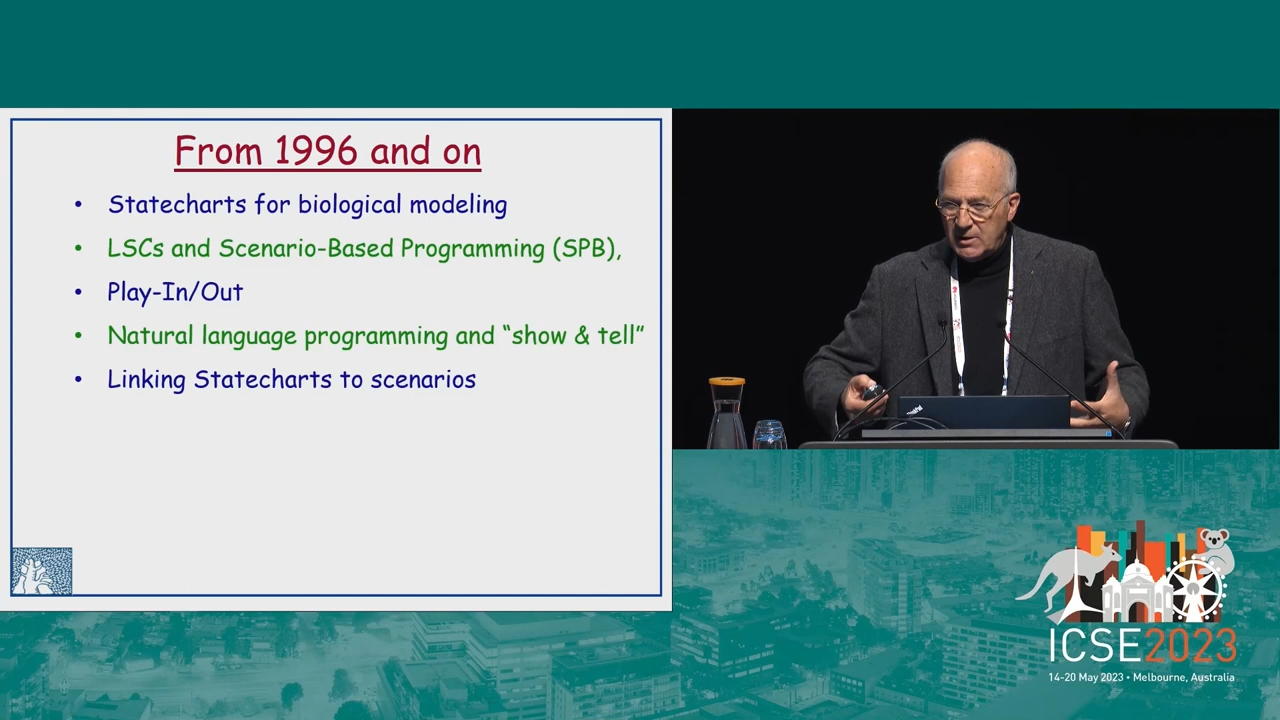 From 1996 and on
• Statecharts for biological modeling
• LSCs and Scenario-Based Programming (SPB),
• Play-In/Out
• Natural language programming and “show & tell”
• Linking Statecharts to scenarios
ThinkPad
ICSE2023
14-20 May 2023 • Melbourne, Australia